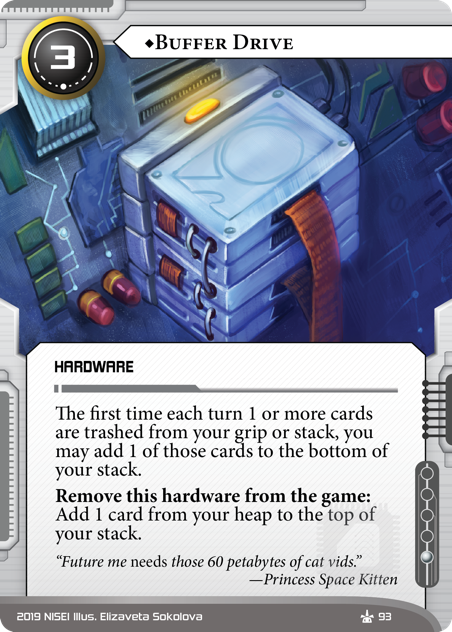 3
♦Buffer Drive
HARDWARE
The first time each turn 1 or more cards
are trashed from your grip or stack, you
may add 1 of those cards to the bottom of
your stack.
Remove this hardware from the game:
Add 1 card from your heap to the top of
your stack.
“Future me needs those 60 petabytes of cat vids.”
—Princess Space Kitten
2019 NISEI Illus. Elizaveta Sokolova
93